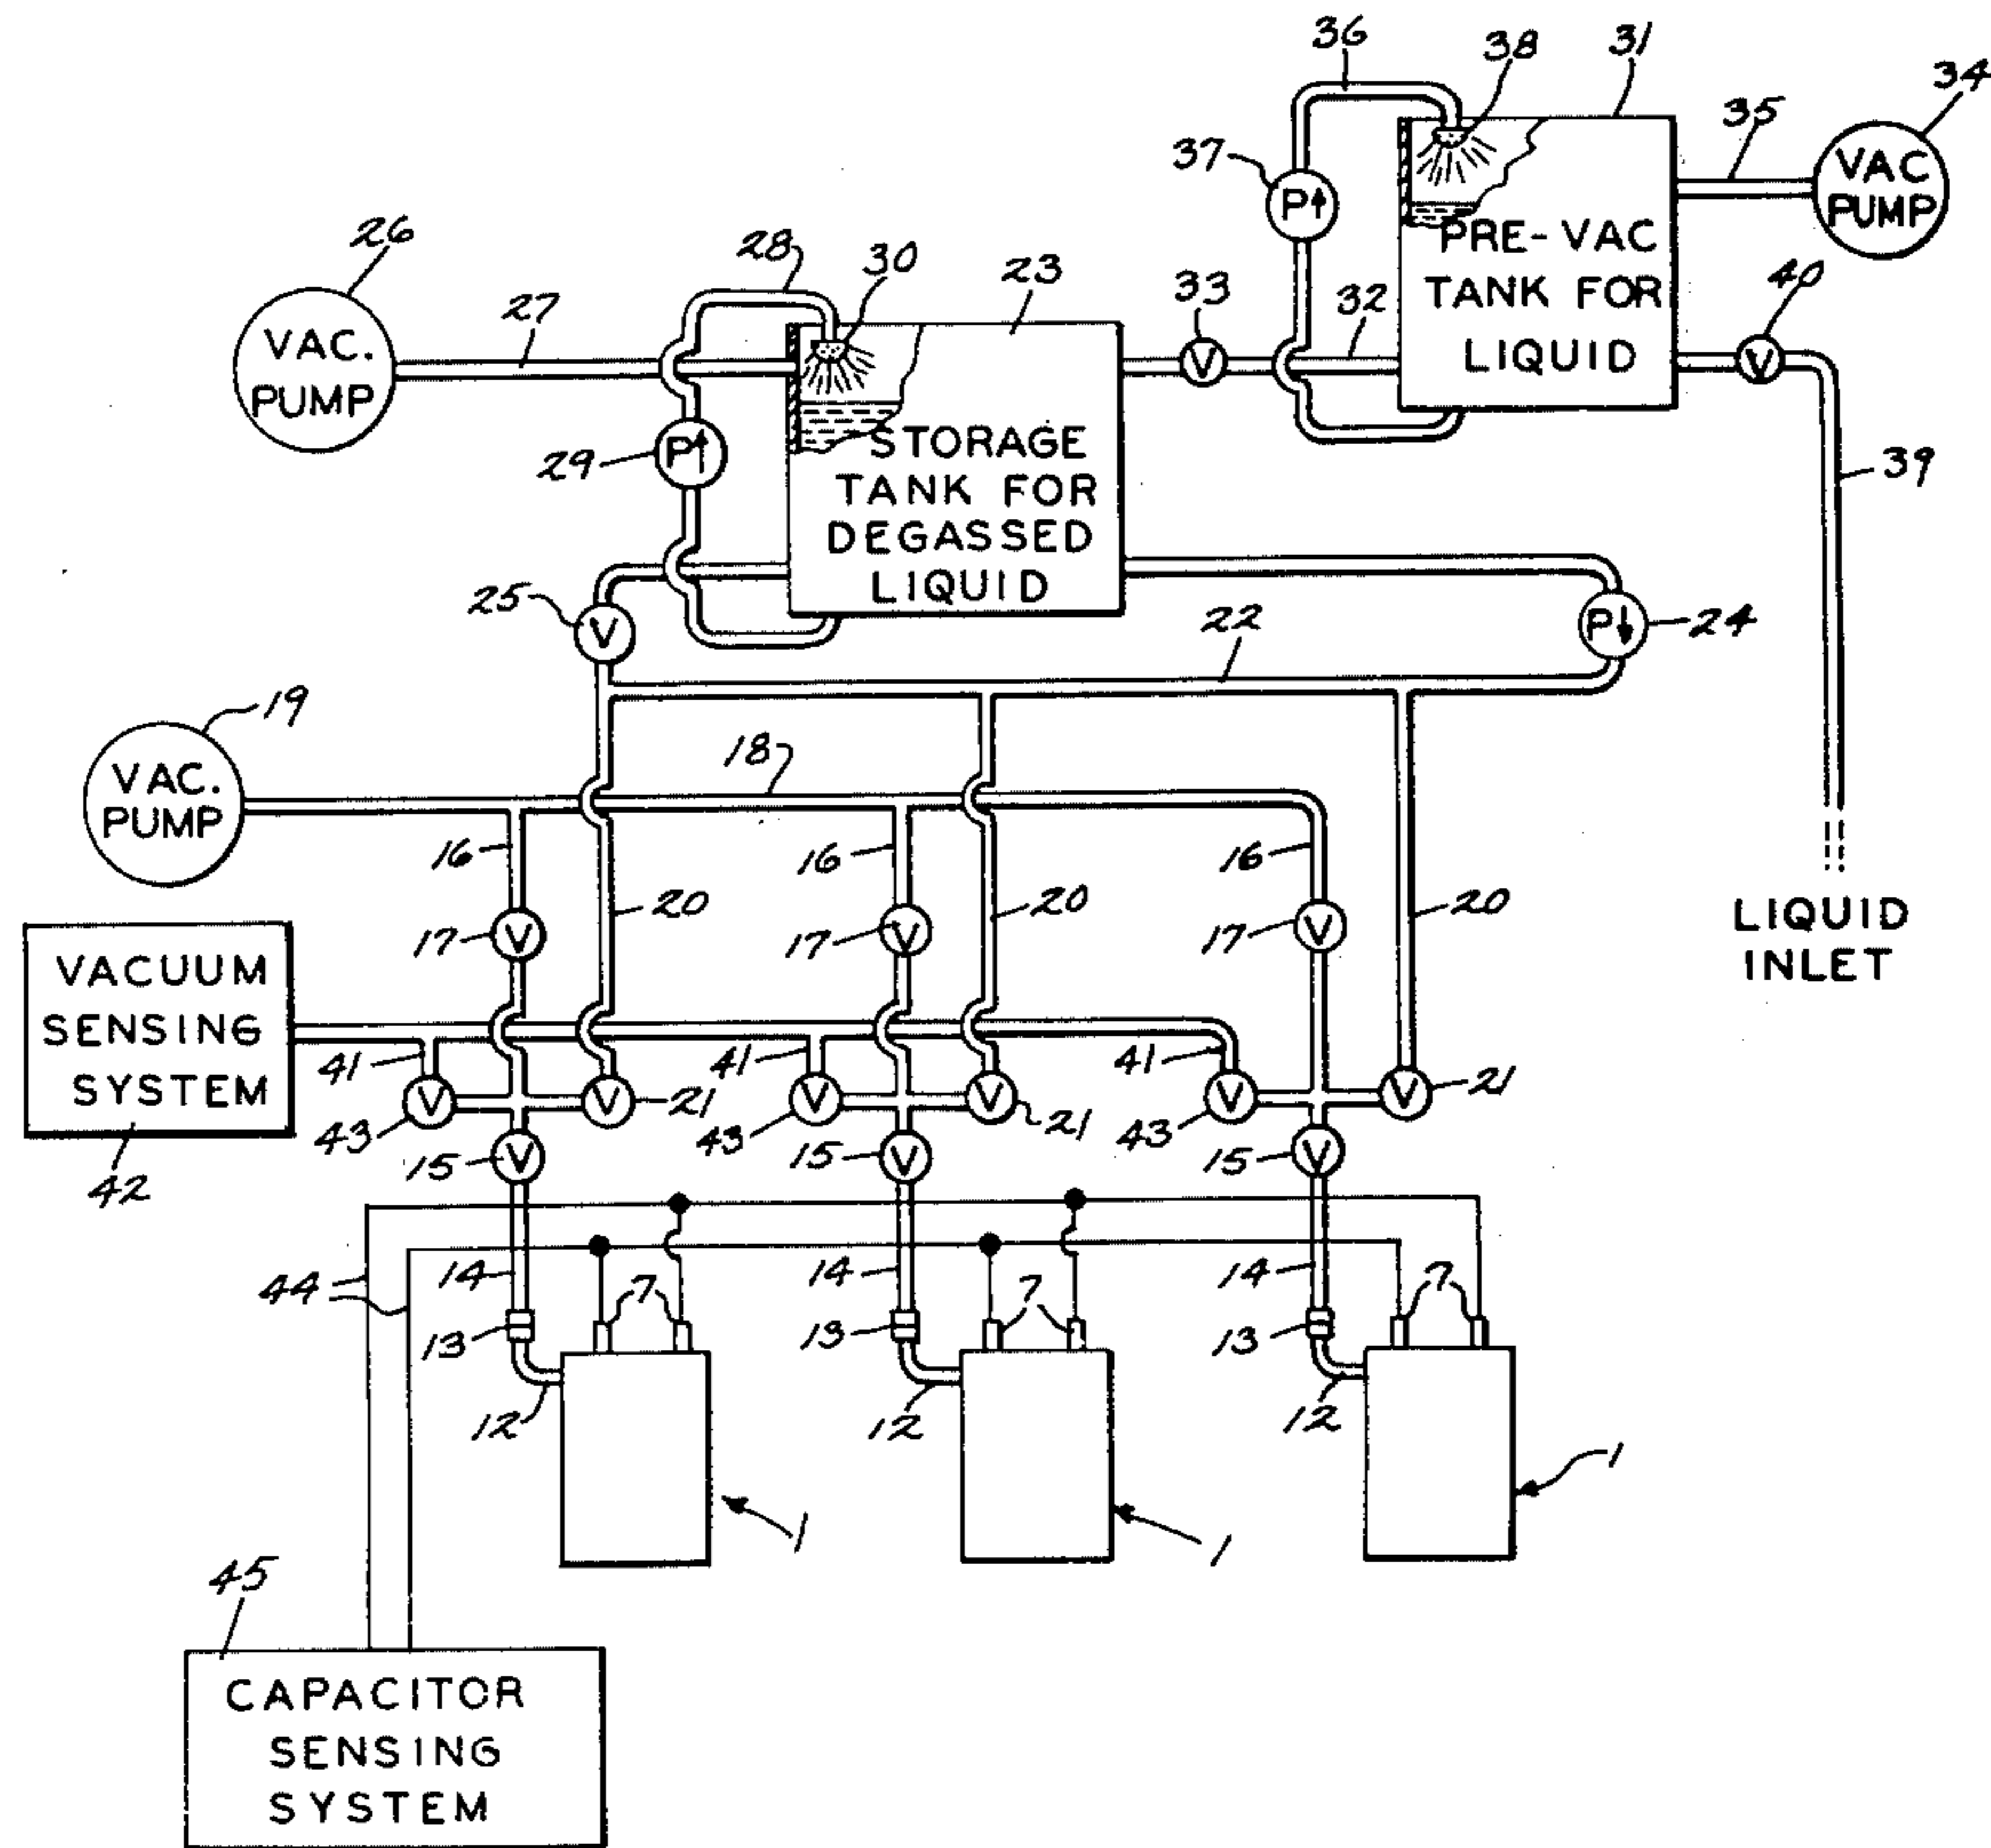 36
38
31
34
35
VAC
PUMP
37
P
PRE-VAC
TANK FOR
LIQUID
26
28
30
23
33
32
40
27
VAC.
PUMP
V
V
29
P
STORAGE
TANK FOR
DEGASSED
LIQUID
39
25
V
22
P
24
19
18
VAC.
PUMP
16
16
16
20
20
20
LIQUID
INLET
17
V
17
V
17
V
VACUUM
SENSING
SYSTEM
41
41
41
V
V
21
V
V
21
V
V
21
43
43
43
42
15
V
15
V
15
V
44
14
7
14
7
14
7
13
13
13
12
12
12
1
1
1
45
CAPACITOR
SENSING
SYSTEM